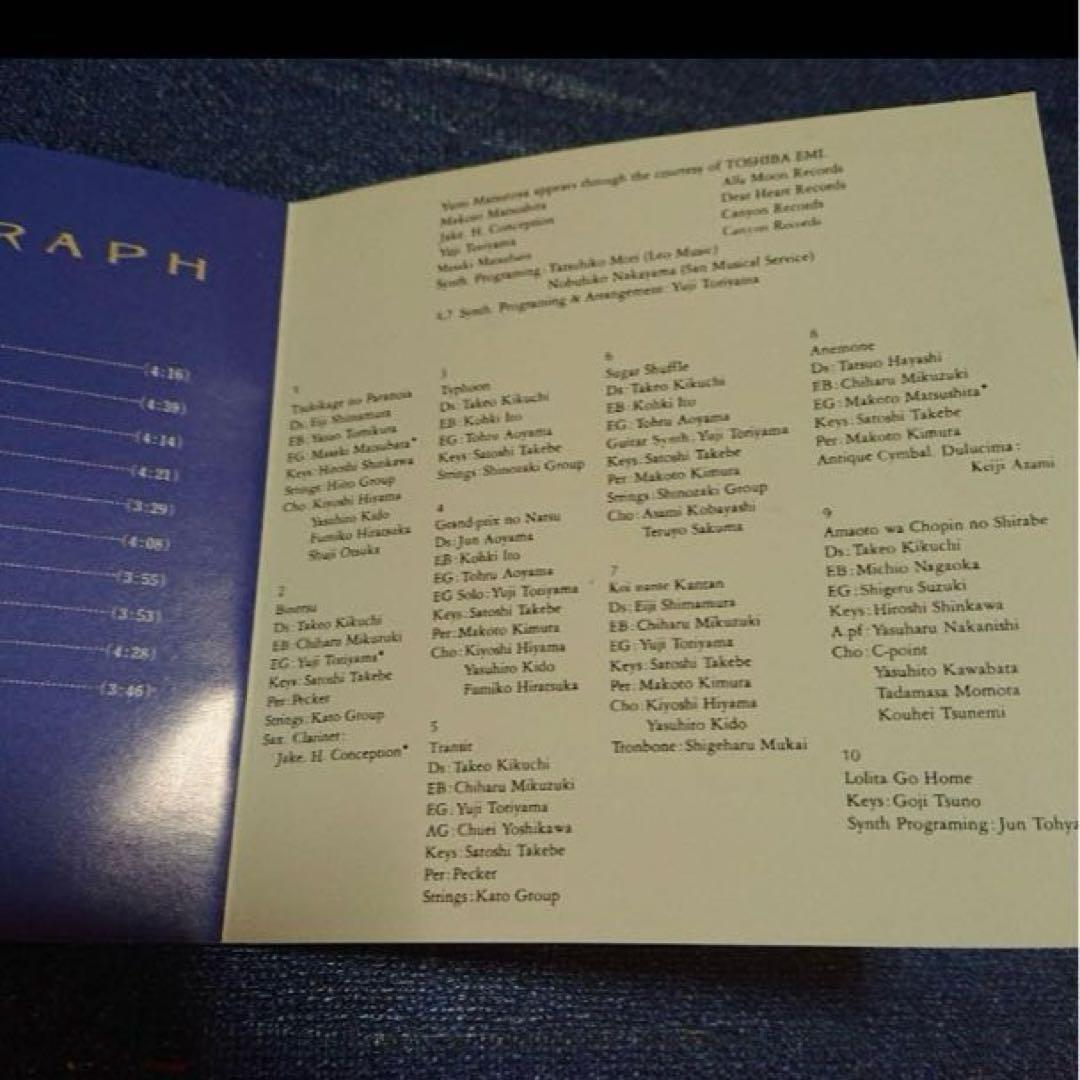 RAPH
(4:16)
(4:39)
(4:14)
(4:21)
(3:29)
(4:08)
(3:55)
(3:53)
(4:28)
(3:46)
Yumi Matsutoya appears through the courtesy of TOSHIBA EMI.
Makoto Matsushita Alfa Moon Records
Jake. H. Conception Dear Heart Records
Yuji Toriyama Canyon Records
Masaki Matsubara Canyon Records
Synth. Programing: Tatsuhiko Mori (Leo Music)
Nobuhiko Nakayama (San Musical Service)
4,7 Synth. Programing & Arrangement: Yuji Toriyama
1
Tsukikage no Paranoia
Ds: Eiji Shimamura
EB: Yasuo Tomikura
EG: Masaki Matsubara*
Keys: Hiroshi Shinkawa
Strings: Hiiro Group
Cho: Kiyoshi Hiyama
Yasuhiro Kido
Fumiko Hiratsuka
Shuji Otsuka
2
Ds: Takeo Kikuchi
EB: Chiharu Mikuzuki
EG: Yuji Toriyama*
Keys: Satoshi Takebe
Per: Pecker
Strings: Kato Group
Sax. Clarinet:
Jake. H. Conception*
3
Typhoon
Ds: Takeo Kikuchi
EB: Kohki Ito
EG: Tohru Aoyama
Keys: Satoshi Takebe
Strings: Shinozaki Group
4
Grand-prix no Natsu
Ds: Jun Aoyama
EB: Kohki Ito
EG: Tohru Aoyama
EG Solo: Yuji Toriyama
Keys: Satoshi Takebe
Per: Makoto Kimura
Cho: Kiyoshi Hiyama
Yasuhiro Kido
Fumiko Hiratsuka
5
Transit
Ds: Takeo Kikuchi
EB: Chiharu Mikuzuki
EG: Yuji Toriyama
AG: Chuei Yoshikawa
Keys: Satoshi Takebe
Per: Pecker
Strings: Kato Group
6
Sugar Shuffle
Ds: Takeo Kikuchi
EB: Kohki Ito
EG: Tohru Aoyama
Guitar Synth. Yuji Toriyama
Keys: Satoshi Takebe
Per: Makoto Kimura
Strings: Shinozaki Group
Cho: Asami Kobayashi
Teruyo Sakuma
7
Koi nanse Kantan
Ds: Eiji Shimamura
EB: Chiharu Mikuzuki
EG: Yuji Toriyama
Keys: Satoshi Takebe
Per: Makoto Kimura
Cho: Kiyoshi Hiyama
Yasuhiro Kido
Trombone: Shigeharu Mukai
8
Anemone
Ds: Tatsuo Hayashi
EB: Chiharu Mikuzuki
EG: Makoto Matsushita*
Keys: Satoshi Takebe
Per: Makoto Kimura
Antique Cymbal. Dulucima:
Keiji Azami
9
Amaoto wa Chopin no Shirabe
Ds: Takeo Kikuchi
EB: Michio Nagaoka
EG: Shigeru Suzuki
Keys: Hiroshi Shinkawa
A.pf: Yasuharu Nakanishi
Cho: C-point
Yasuhiro Kawabata
Tadamasa Momota
Kouhei Tsunemi
10
Lolita Go Home
Keys: Goji Tsuno
Synth Programing: Jun Tohya